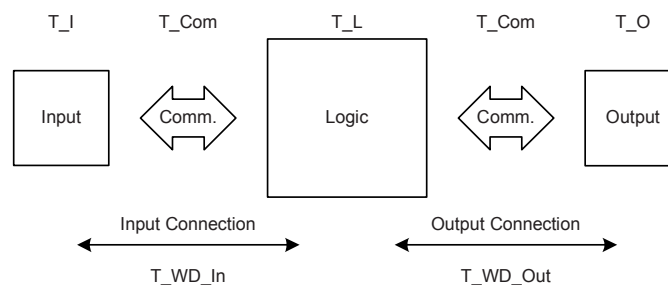 T_I
T_Com
T_L
T_Com
T_O
Input
Comm.
Logic
Comm.
Output
Input Connection
Output Connection
T_WD_In
T_WD_Out